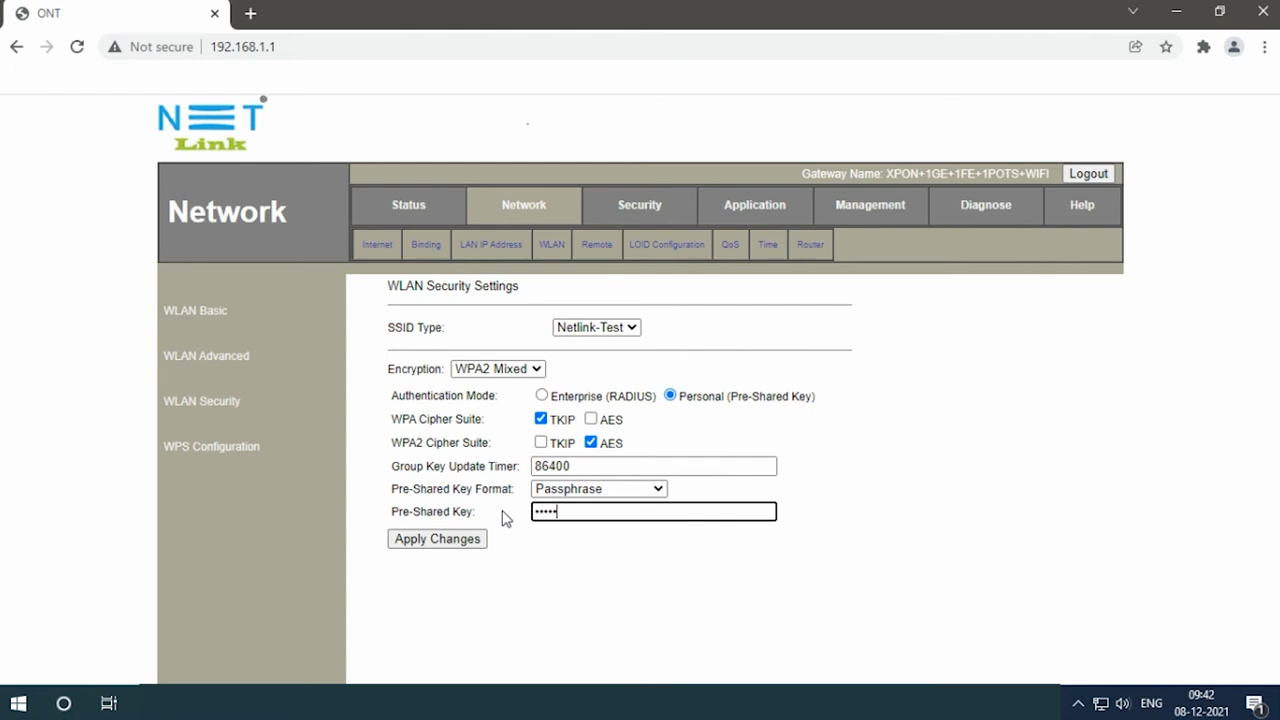 ONT
Not secure 192.168.1.1
NET
Link
Gateway Name: XPON+1GE+1FE+1POTS+WIFI Logout
Network
Status Network Security Application Management Diagnose Help
Internet Binding LAN IP Address WLAN Remote LOID Configuration QoS Time Router
WLAN Basic
WLAN Advanced
WLAN Security
WPS Configuration
WLAN Security Settings
SSID Type: Netlink-Test
Encryption: WPA2 Mixed
Authentication Mode: Enterprise (RADIUS) Personal (Pre-Shared Key)
WPA Cipher Suite: TKIP AES
WPA2 Cipher Suite: TKIP AES
Group Key Update Timer: 86400
Pre-Shared Key Format: Passphrase
Pre-Shared Key: •••••
Apply Changes
ENG
09:42
08-12-2021
1